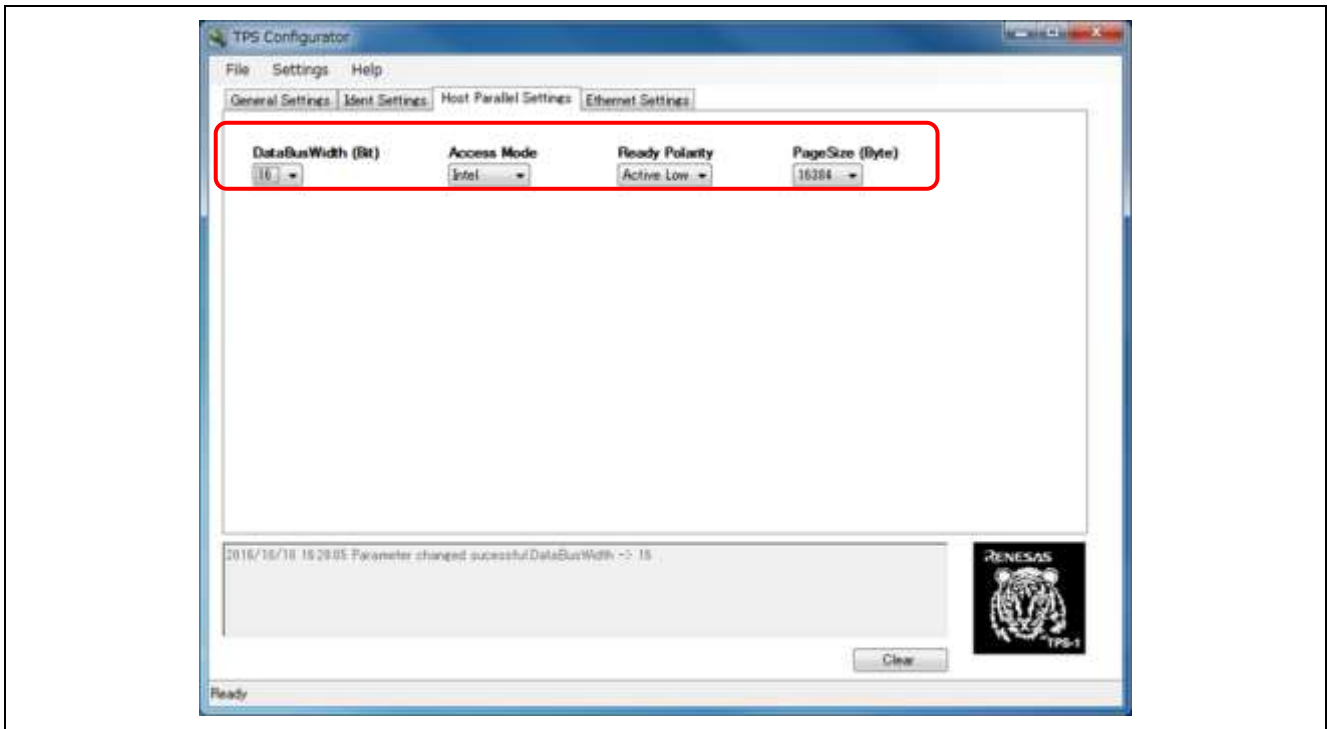 TPS Configurator
File Settings Help
General Settings Ident Settings Host Parallel Settings Ethernet Settings
DataBusWidth (Bit) Access Mode Ready Polarity PageSize (Byte)
16 Intel Active Low 16384
Parameter changed sucessful.DataBusWidth -> 16
RENESAS
TPS-1
Clear
Ready